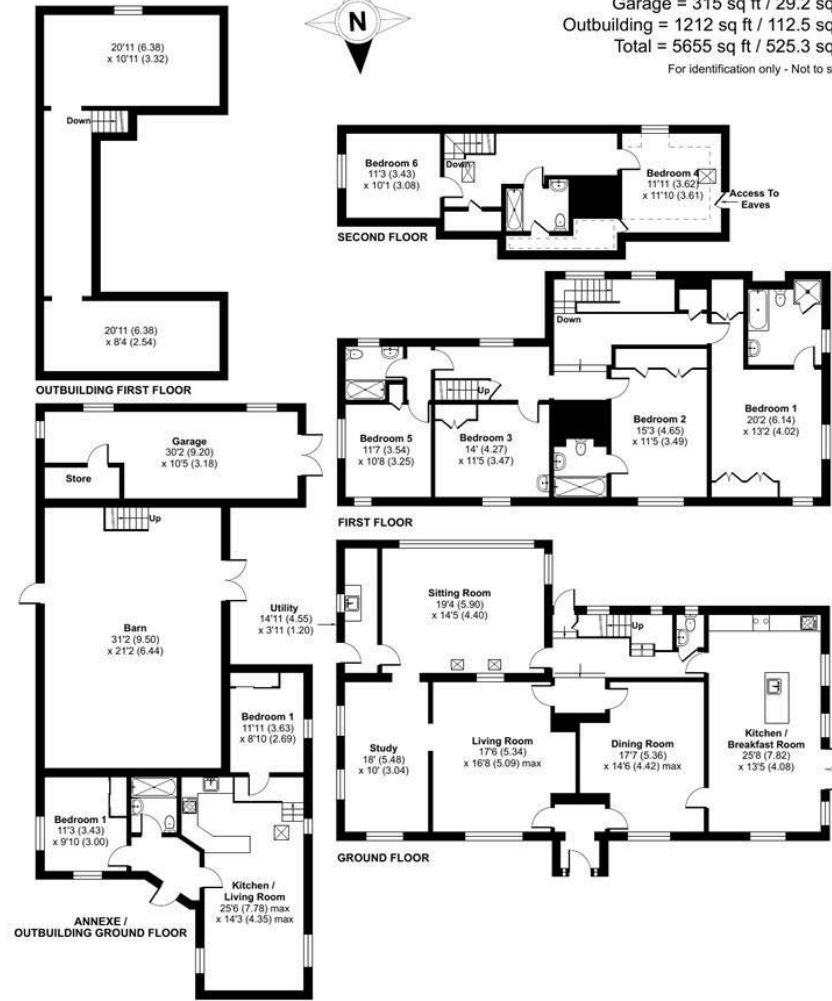 N
Garage = 315 sq ft / 29.2 sq
Outbuilding = 1212 sq ft / 112.5 sq
Total = 5655 sq ft / 525.3 sq
For identification only - Not to s
20'11 (6.38)
x 10'11 (3.32)
Down
20'11 (6.38)
x 8'4 (2.54)
OUTBUILDING FIRST FLOOR
Bedroom 6
11'3 (3.43)
x 10'1 (3.08)
Down
Bedroom 4
11'11 (3.62)
x 11'10 (3.61)
Access To
Eaves
SECOND FLOOR
Down
Up
Bedroom 5
11'7 (3.54)
x 10'8 (3.25)
Bedroom 3
14' (4.27)
x 11'5 (3.47)
Bedroom 2
15'3 (4.65)
x 11'5 (3.49)
Bedroom 1
20'2 (6.14)
x 13'2 (4.02)
FIRST FLOOR
Garage
30'2 (9.20)
x 10'5 (3.18)
Store
Up
Barn
31'2 (9.50)
x 21'2 (6.44)
Utility
14'11 (4.55)
x 3'11 (1.20)
Bedroom 1
11'11 (3.63)
x 8'10 (2.69)
Bedroom 1
11'3 (3.43)
x 9'10 (3.00)
Kitchen /
Living Room
25'6 (7.78) max
x 14'3 (4.35) max
ANNEXE /
OUTBUILDING GROUND FLOOR
Sitting Room
19'4 (5.90)
x 14'5 (4.40)
Up
Study
18' (5.48)
x 10' (3.04)
Living Room
17'6 (5.34)
x 16'8 (5.09) max
Dining Room
17'7 (5.36)
x 14'6 (4.42) max
Kitchen /
Breakfast Room
25'8 (7.82)
x 13'5 (4.08)
GROUND FLOOR